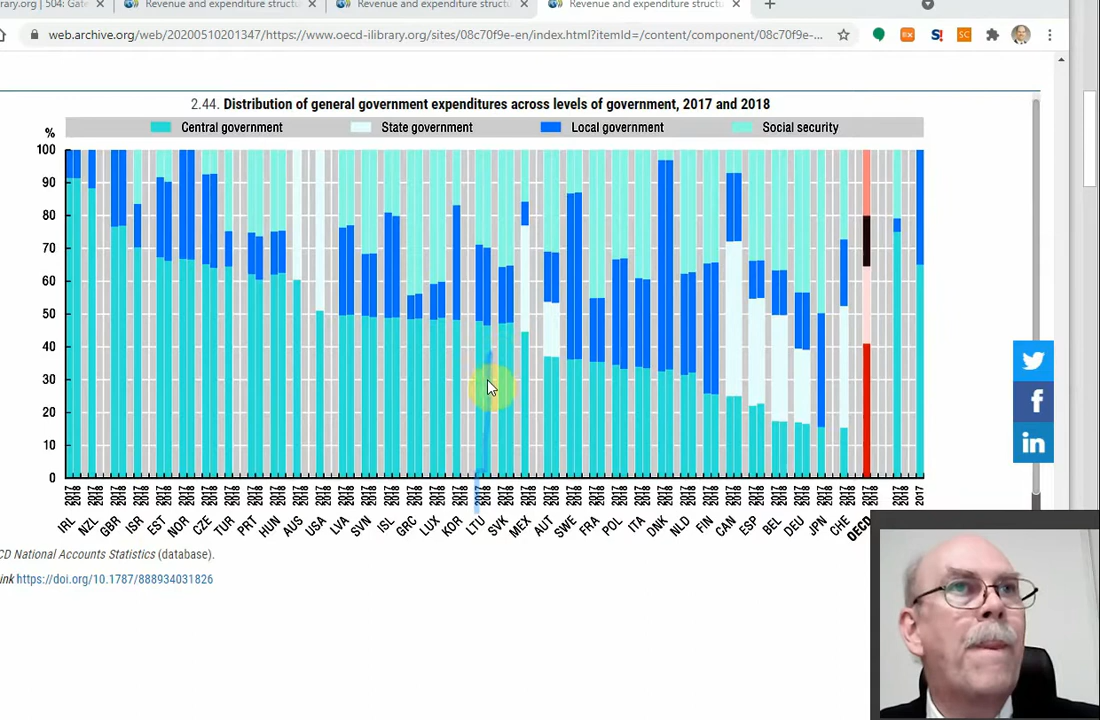 rary.org | 504: Gate
Revenue and expenditure structu
Revenue and expenditure structu
Revenue and expenditure structu
web.archive.org/web/20200510201347/https://www.oecd-ilibrary.org/sites/08c70f9e-en/index.html?itemId=/content/component/08c70f9e-...
2.44. Distribution of general government expenditures across levels of government, 2017 and 2018
Central government State government Local government Social security
%
100
90
80
70
60
50
40
30
20
10
0
IRL NZL GBR ISR EST NOR CZE TUR PRT HUN AUS USA LVA SVN ISL GRC LUX KOR LTU SVK MEX AUT SWE FRA POL ITA DNK NLD FIN CAN ESP BEL DEU JPN CHE OECD
CD National Accounts Statistics (database).
ink https://doi.org/10.1787/888934031826